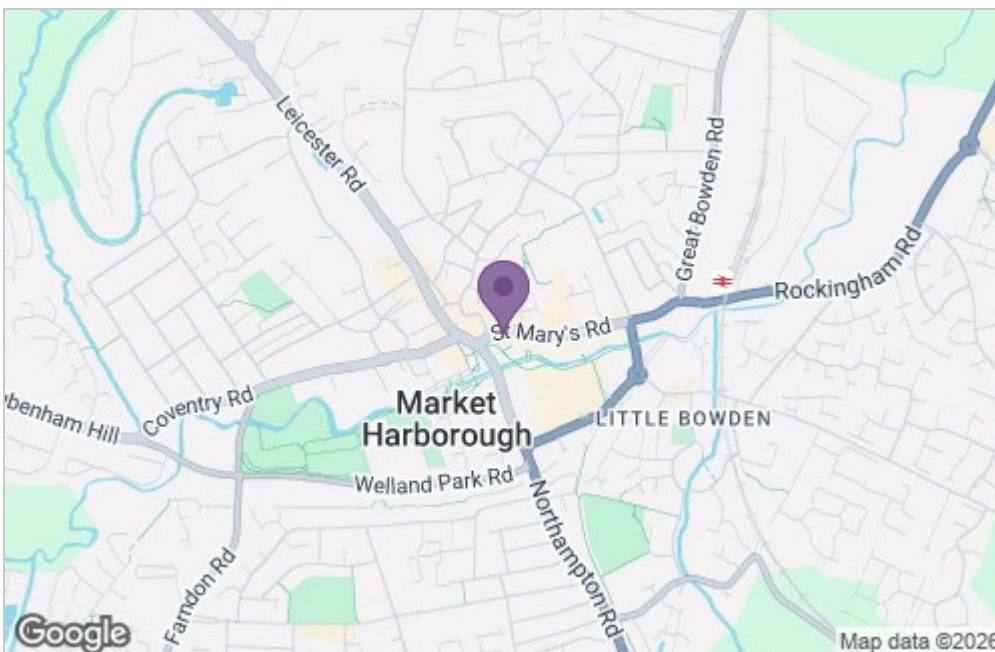 Leicester Rd
Great Bowden Rd
Rockingham Rd
St Mary's Rd
Coventry Rd
benham Hill
Market
Harborough
LITTLE BOWDEN
Welland Park Rd
Northampton Rd
Farndon Rd
Google
Map data ©2026